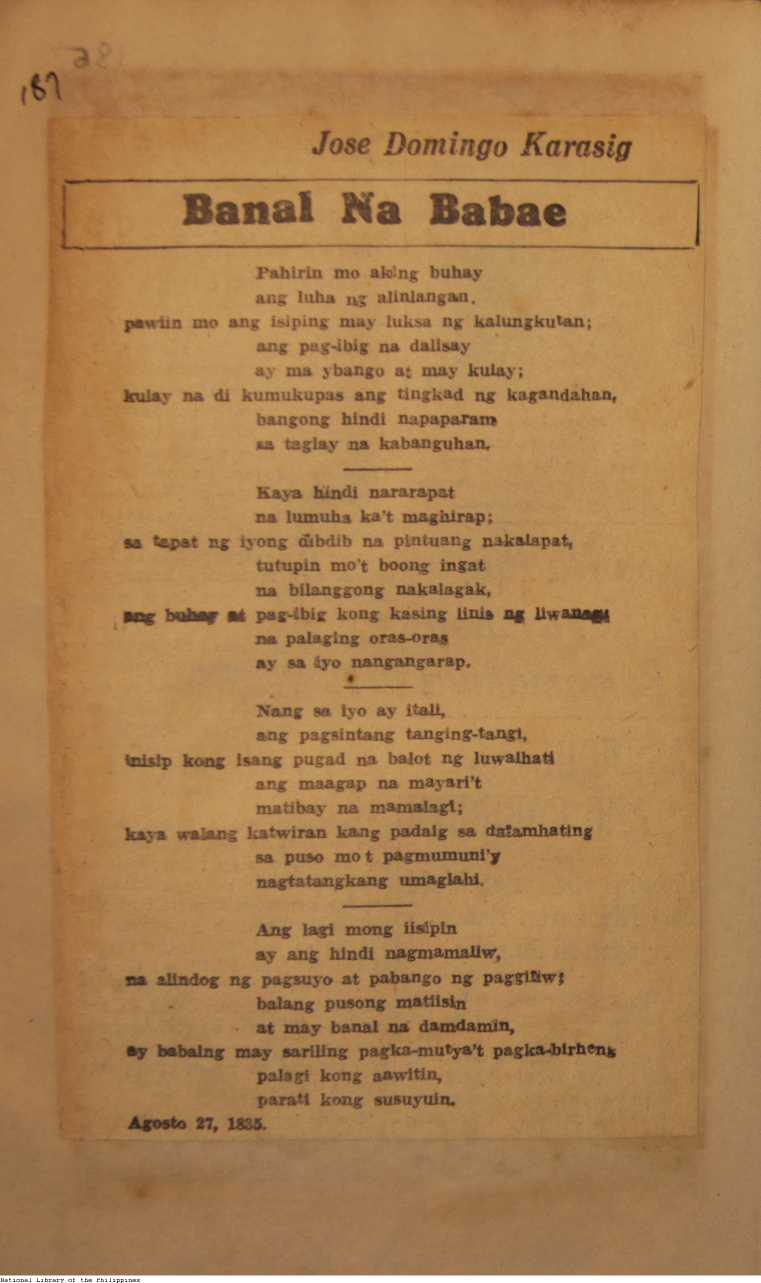 187
Jose Domingo Karasig
Banal Na Babae
Pahirin mo aking buhay
ang luha ng alinlangan,
pawiin mo ang isiping may luksa ng kalungkutan;
ang pag-ibig na dalisay
ay ma ybango at may kulay;
kulay na di kumukupas ang tingkad ng kagandahan,
bangong hindi napaparam
sa taglay na kabanguhan.
Kaya hindi nararapat
na lumuha ka't maghirap;
sa tapat ng iyong dibdib na pintuang nakalapat,
tutupin mo't boong ingat
na bilanggong nakalagak,
ang buhay at pag-ibig kong kasing linis ng liwanag;
na palaging oras-oras
ay sa iyo nangangarap.
Nang sa iyo ay itali,
ang pagsintang tanging-tangi,
inisip kong isang pugad na balot ng luwalhati
ang maagap na mayari't
matibay na mamalagi;
kaya walang katwiran kang padaig sa dalamhating
sa puso mo t pagmumuni'y
nagtatangkang umaglahi.
Ang lagi mong iisipin
ay ang hindi nagmamaliw,
na alindog ng pagsuyo at pabango ng paggiliw;
balang pusong matiisin
at may banal na damdamin,
ay babaing may sariling pagka-mutya't pagka-birheng
palagi kong aawitin,
parati kong susuyuin.
Agosto 27, 1835.
National Library of the Philippines